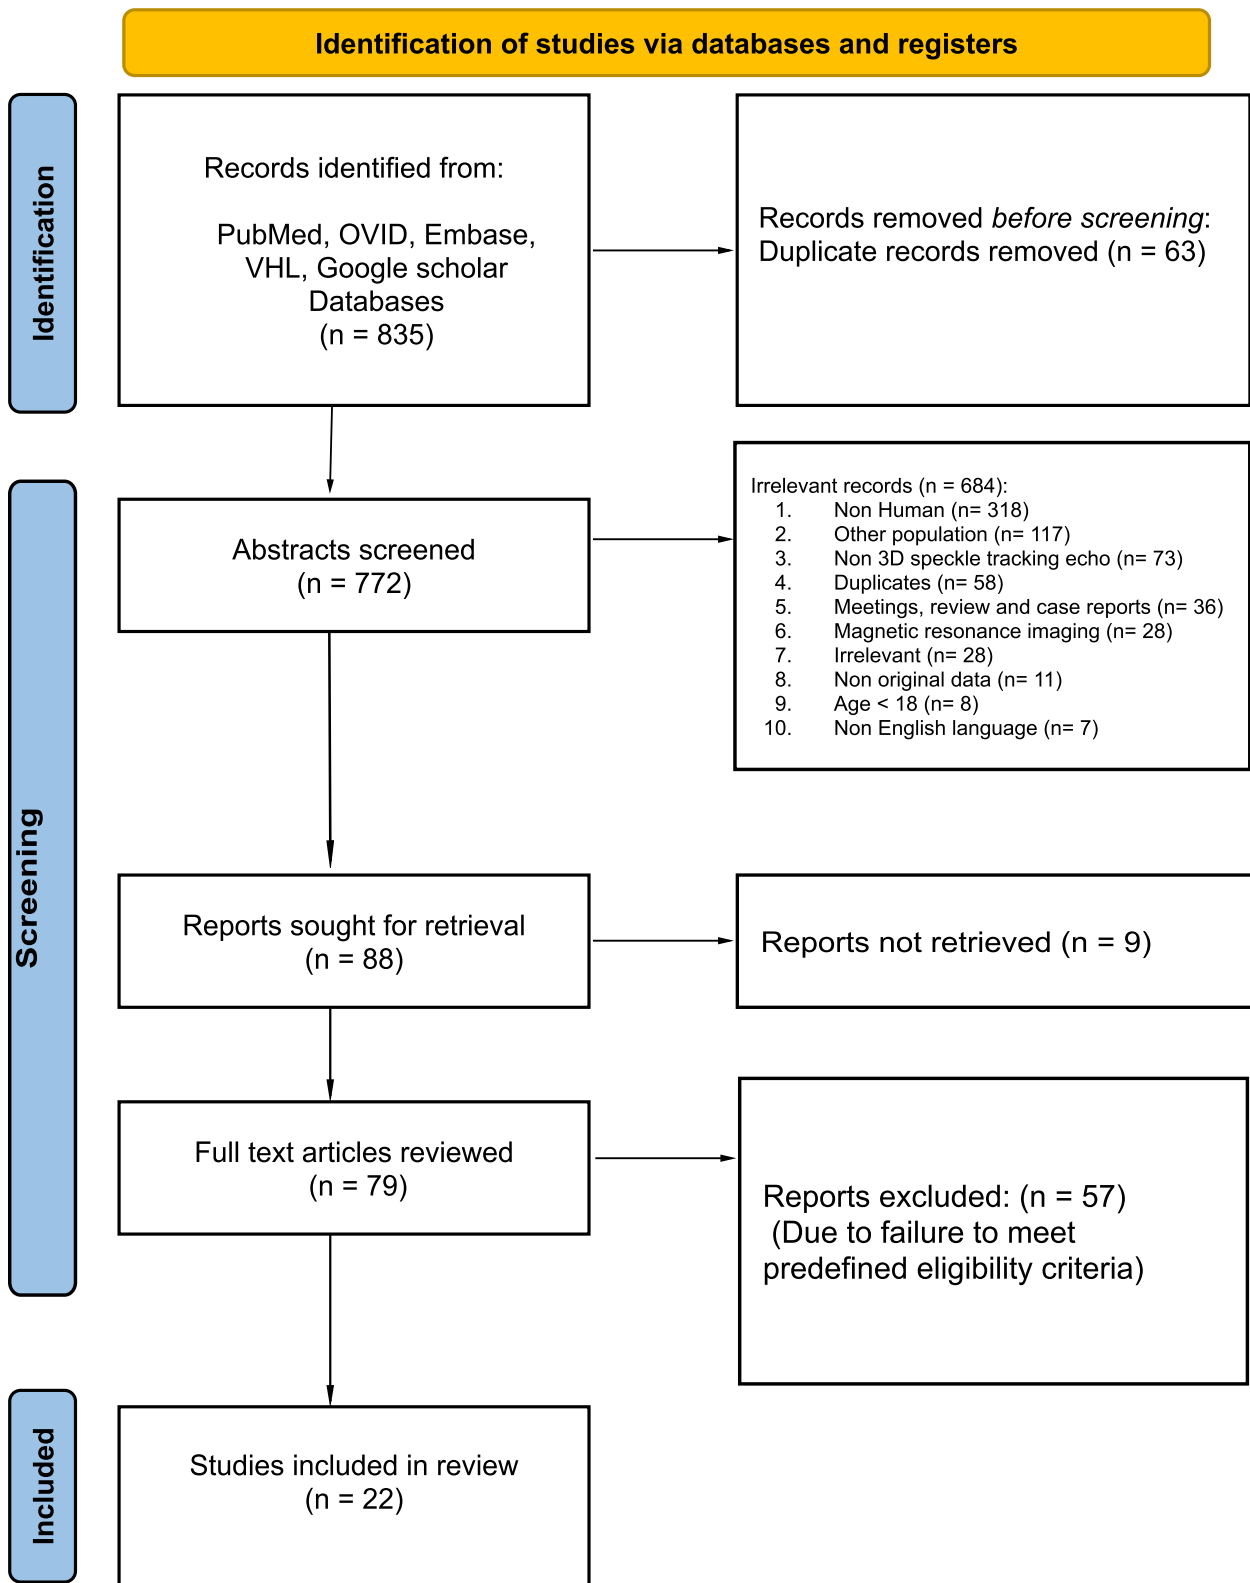 Identification of studies via databases and registers
Identification
Records identified from:
PubMed, OVID, Embase,
VHL, Google scholar
Databases
(n = 835)
Records removed before screening:
Duplicate records removed (n = 63)
Screening
Abstracts screened
(n = 772)
Irrelevant records (n = 684):
1. Non Human (n= 318)
2. Other population (n= 117)
3. Non 3D speckle tracking echo (n= 73)
4. Duplicates (n= 58)
5. Meetings, review and case reports (n= 36)
6. Magnetic resonance imaging (n= 28)
7. Irrelevant (n= 28)
8. Non original data (n= 11)
9. Age < 18 (n= 8)
10. Non English language (n= 7)
Reports sought for retrieval
(n = 88)
Reports not retrieved (n = 9)
Full text articles reviewed
(n = 79)
Reports excluded: (n = 57)
(Due to failure to meet
predefined eligibility criteria)
Included
Studies included in review
(n = 22)